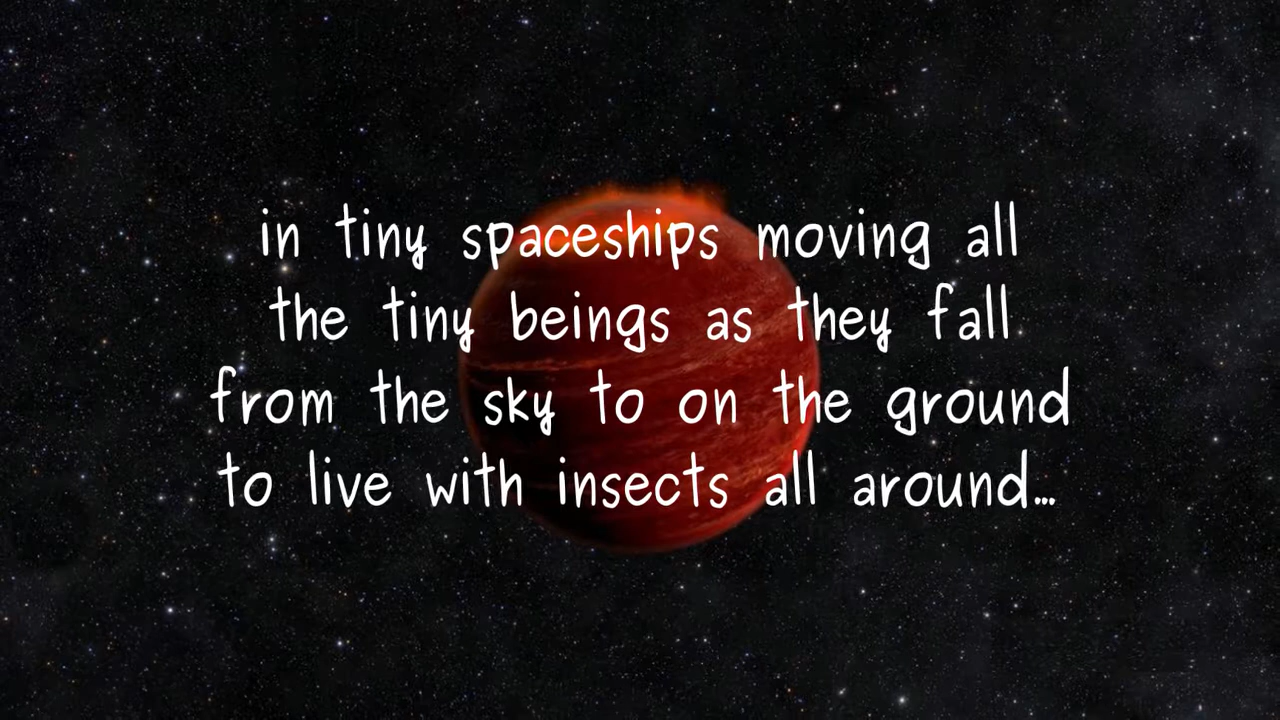 in tiny spaceships moving all
the tiny beings as they fall
from the sky to on the ground
to live with insects all around...